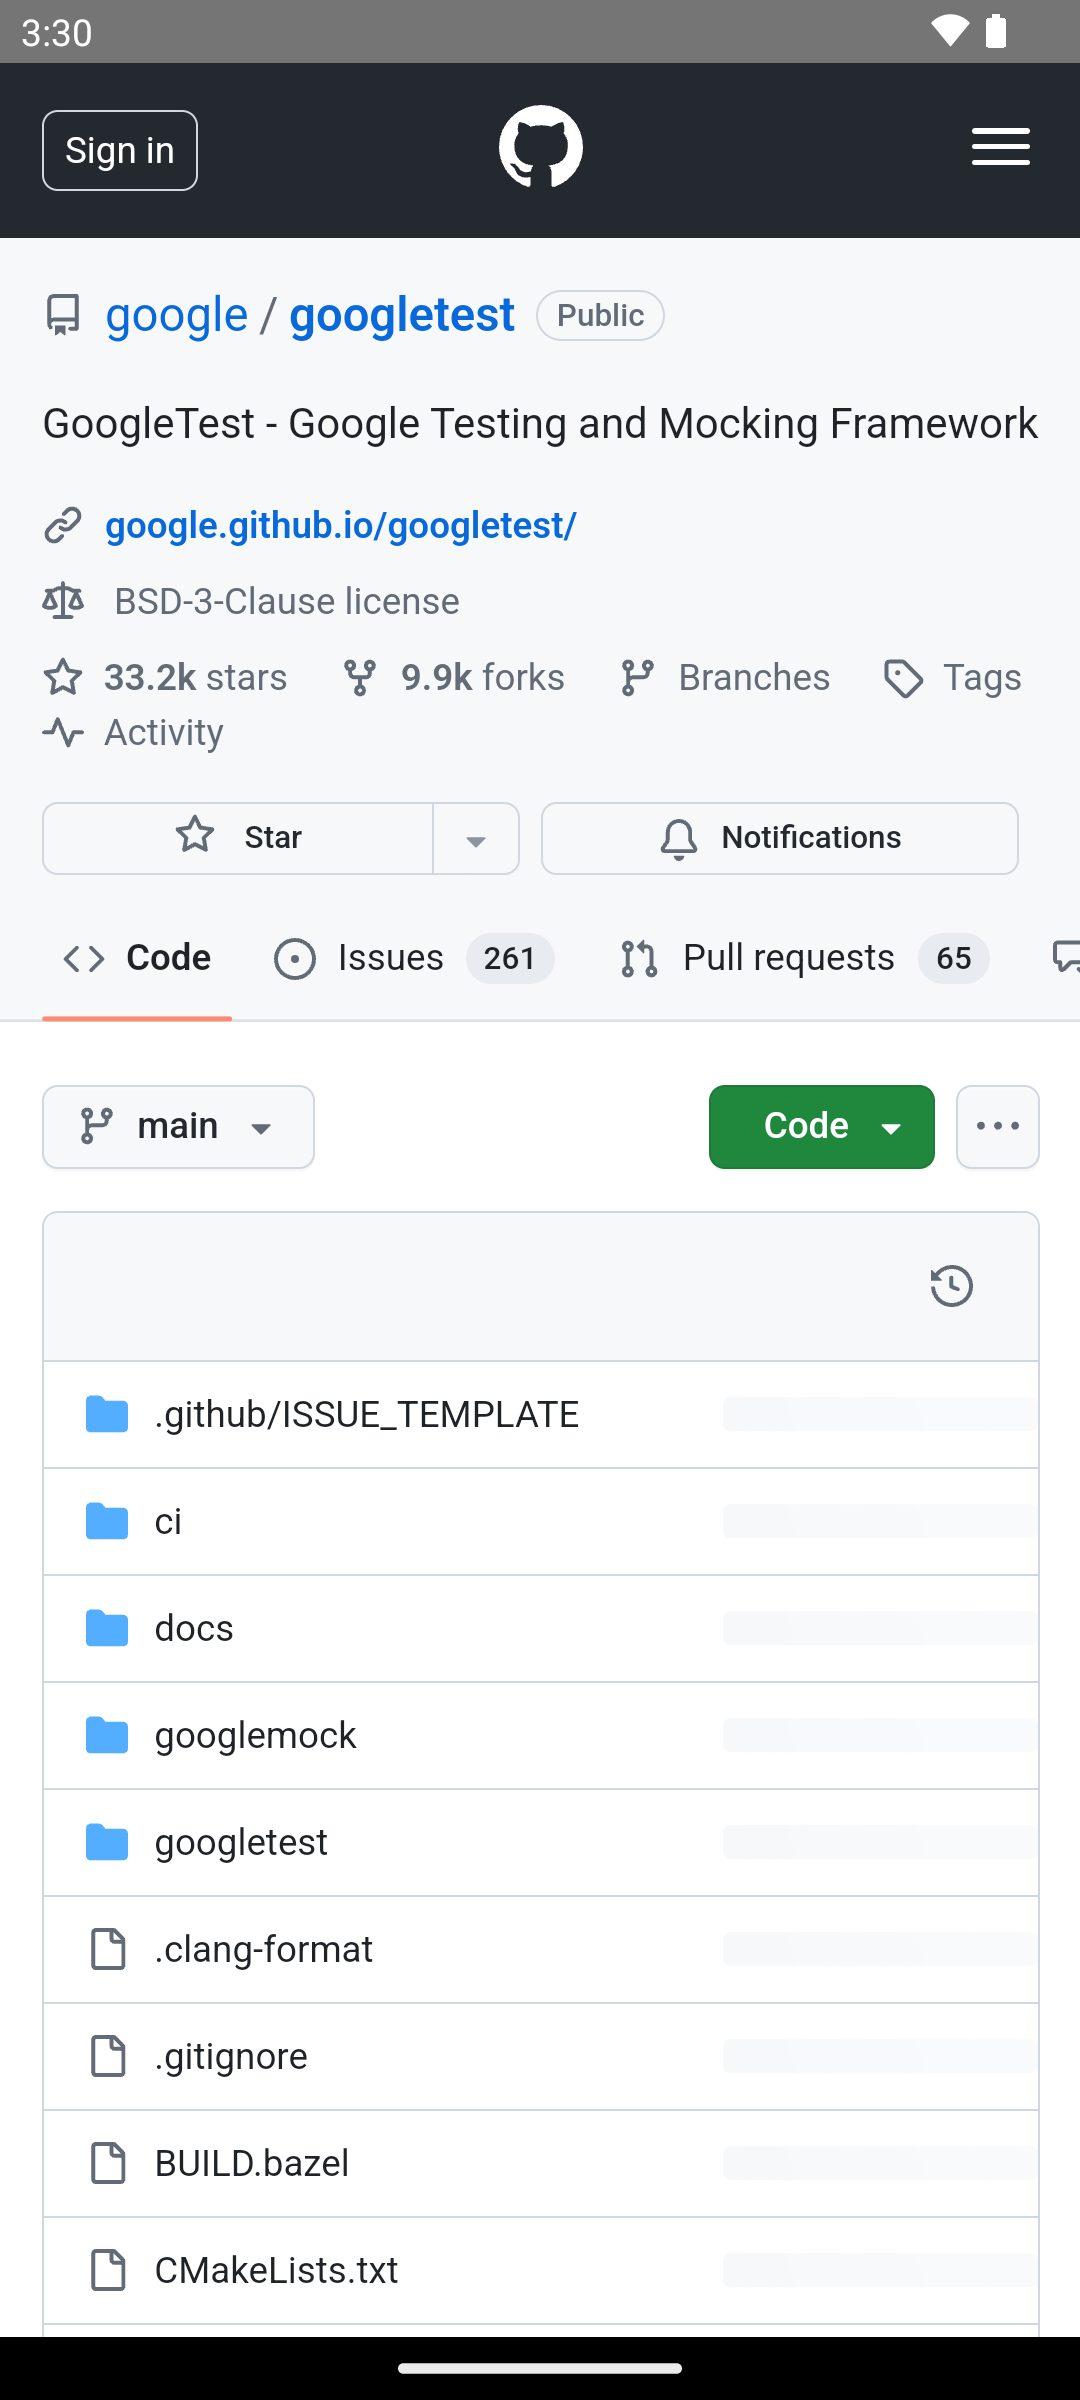 3:30
Sign in
google / googletest Public
GoogleTest - Google Testing and Mocking Framework
google.github.io/googletest/
BSD-3-Clause license
33.2k stars 9.9k forks Branches Tags
Activity
Star Notifications
Code Issues 261 Pull requests 65
main Code
.github/ISSUE_TEMPLATE
ci
docs
googlemock
googletest
.clang-format
.gitignore
BUILD.bazel
CMakeLists.txt